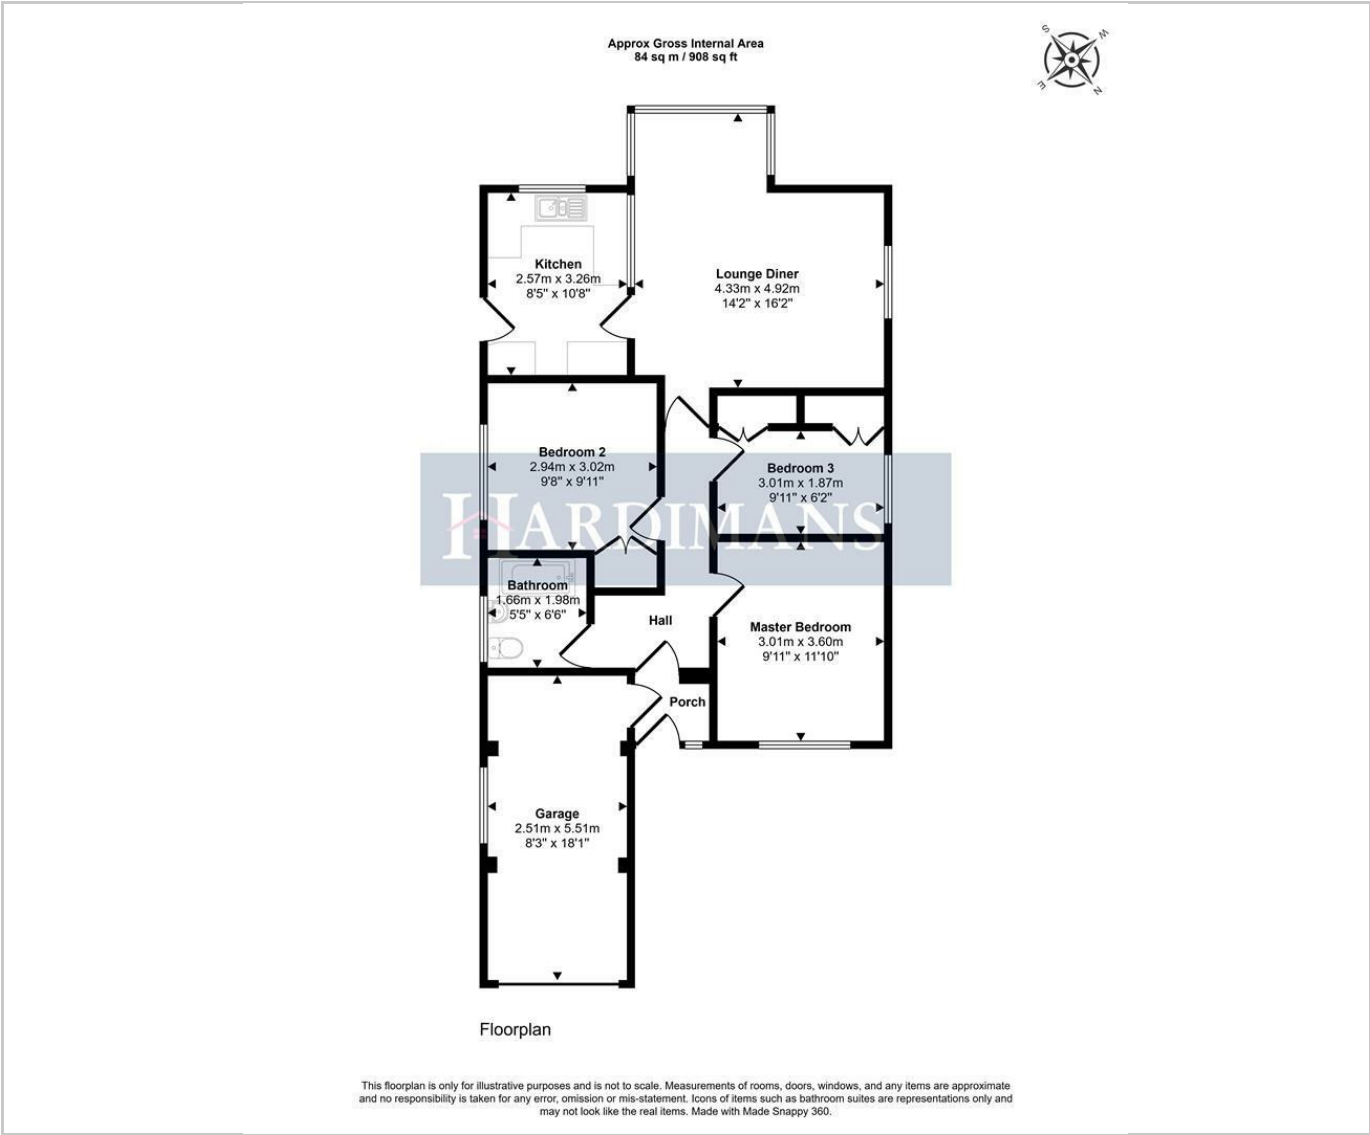 Approx Gross Internal Area
84 sq m / 908 sq ft
S
W
E
N
Kitchen
2.57m x 3.26m
8'5" x 10'8"
Lounge Diner
4.33m x 4.92m
14'2" x 16'2"
Bedroom 2
2.94m x 3.02m
9'8" x 9'11"
Bedroom 3
3.01m x 1.87m
9'11" x 6'2"
HARDIMANS
Bathroom
1.66m x 1.98m
5'5" x 6'6"
Hall
Master Bedroom
3.01m x 3.60m
9'11" x 11'10"
Porch
Garage
2.51m x 5.51m
8'3" x 18'1"
Floorplan
This floorplan is only for illustrative purposes and is not to scale. Measurements of rooms, doors, windows, and any items are approximate
and no responsibility is taken for any error, omission or mis-statement. Icons of items such as bathroom suites are representations only and
may not look like the real items. Made with Made Snappy 360.